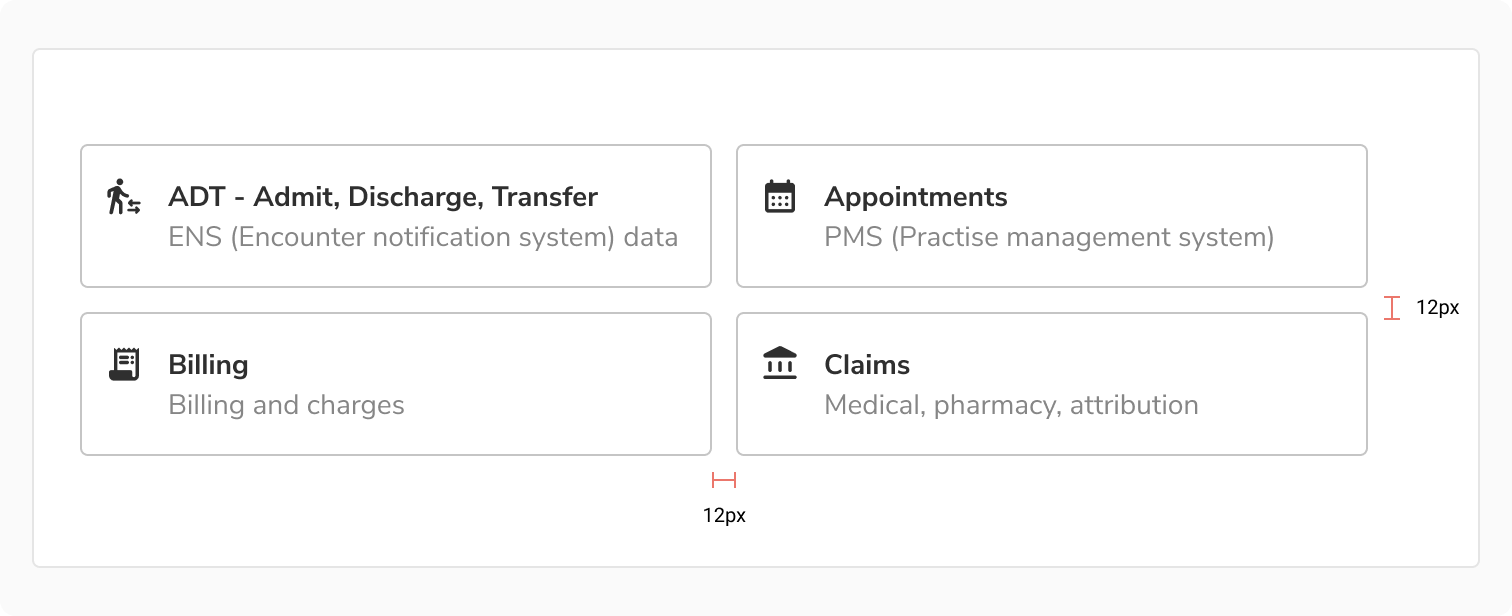 ADT - Admit, Discharge, Transfer
ENS (Encounter notification system) data
Appointments
PMS (Practise management system)
12px
Billing
Billing and charges
Claims
Medical, pharmacy, attribution
12px